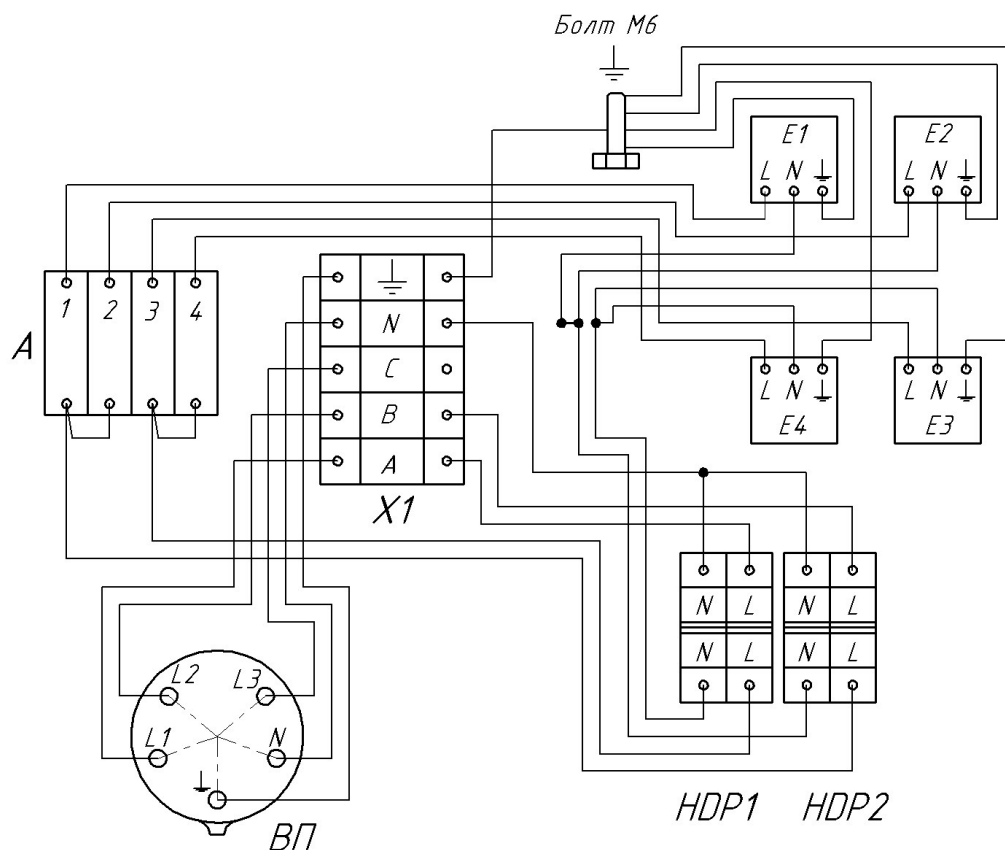 Болт М6
E1 E2
L N L N
1 2 3 4
A
N
C
B
A
X1
L N L N
E4 E3
N L N L
N L N L
L2 L3
L1 N
ВП
HDP1 HDP2